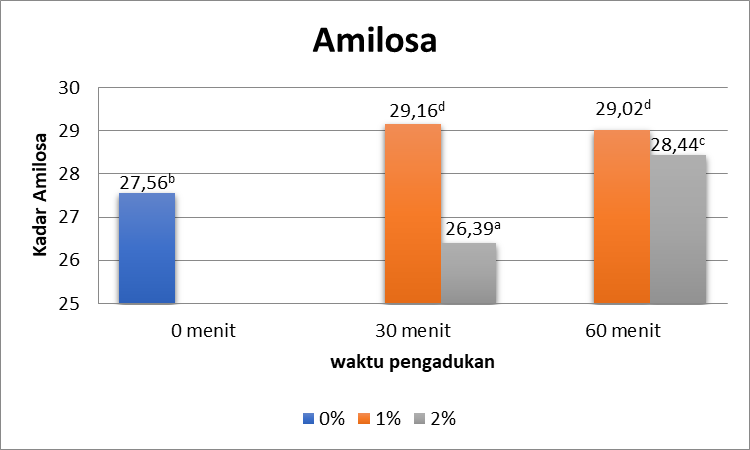 Amilosa
Kadar Amilosa
30
29
28
27
26
25
27,56ᵇ
29,16ᵈ
26,39ᵃ
29,02ᵈ
28,44ᶜ
0 menit
30 menit
60 menit
waktu pengadukan
0%
1%
2%